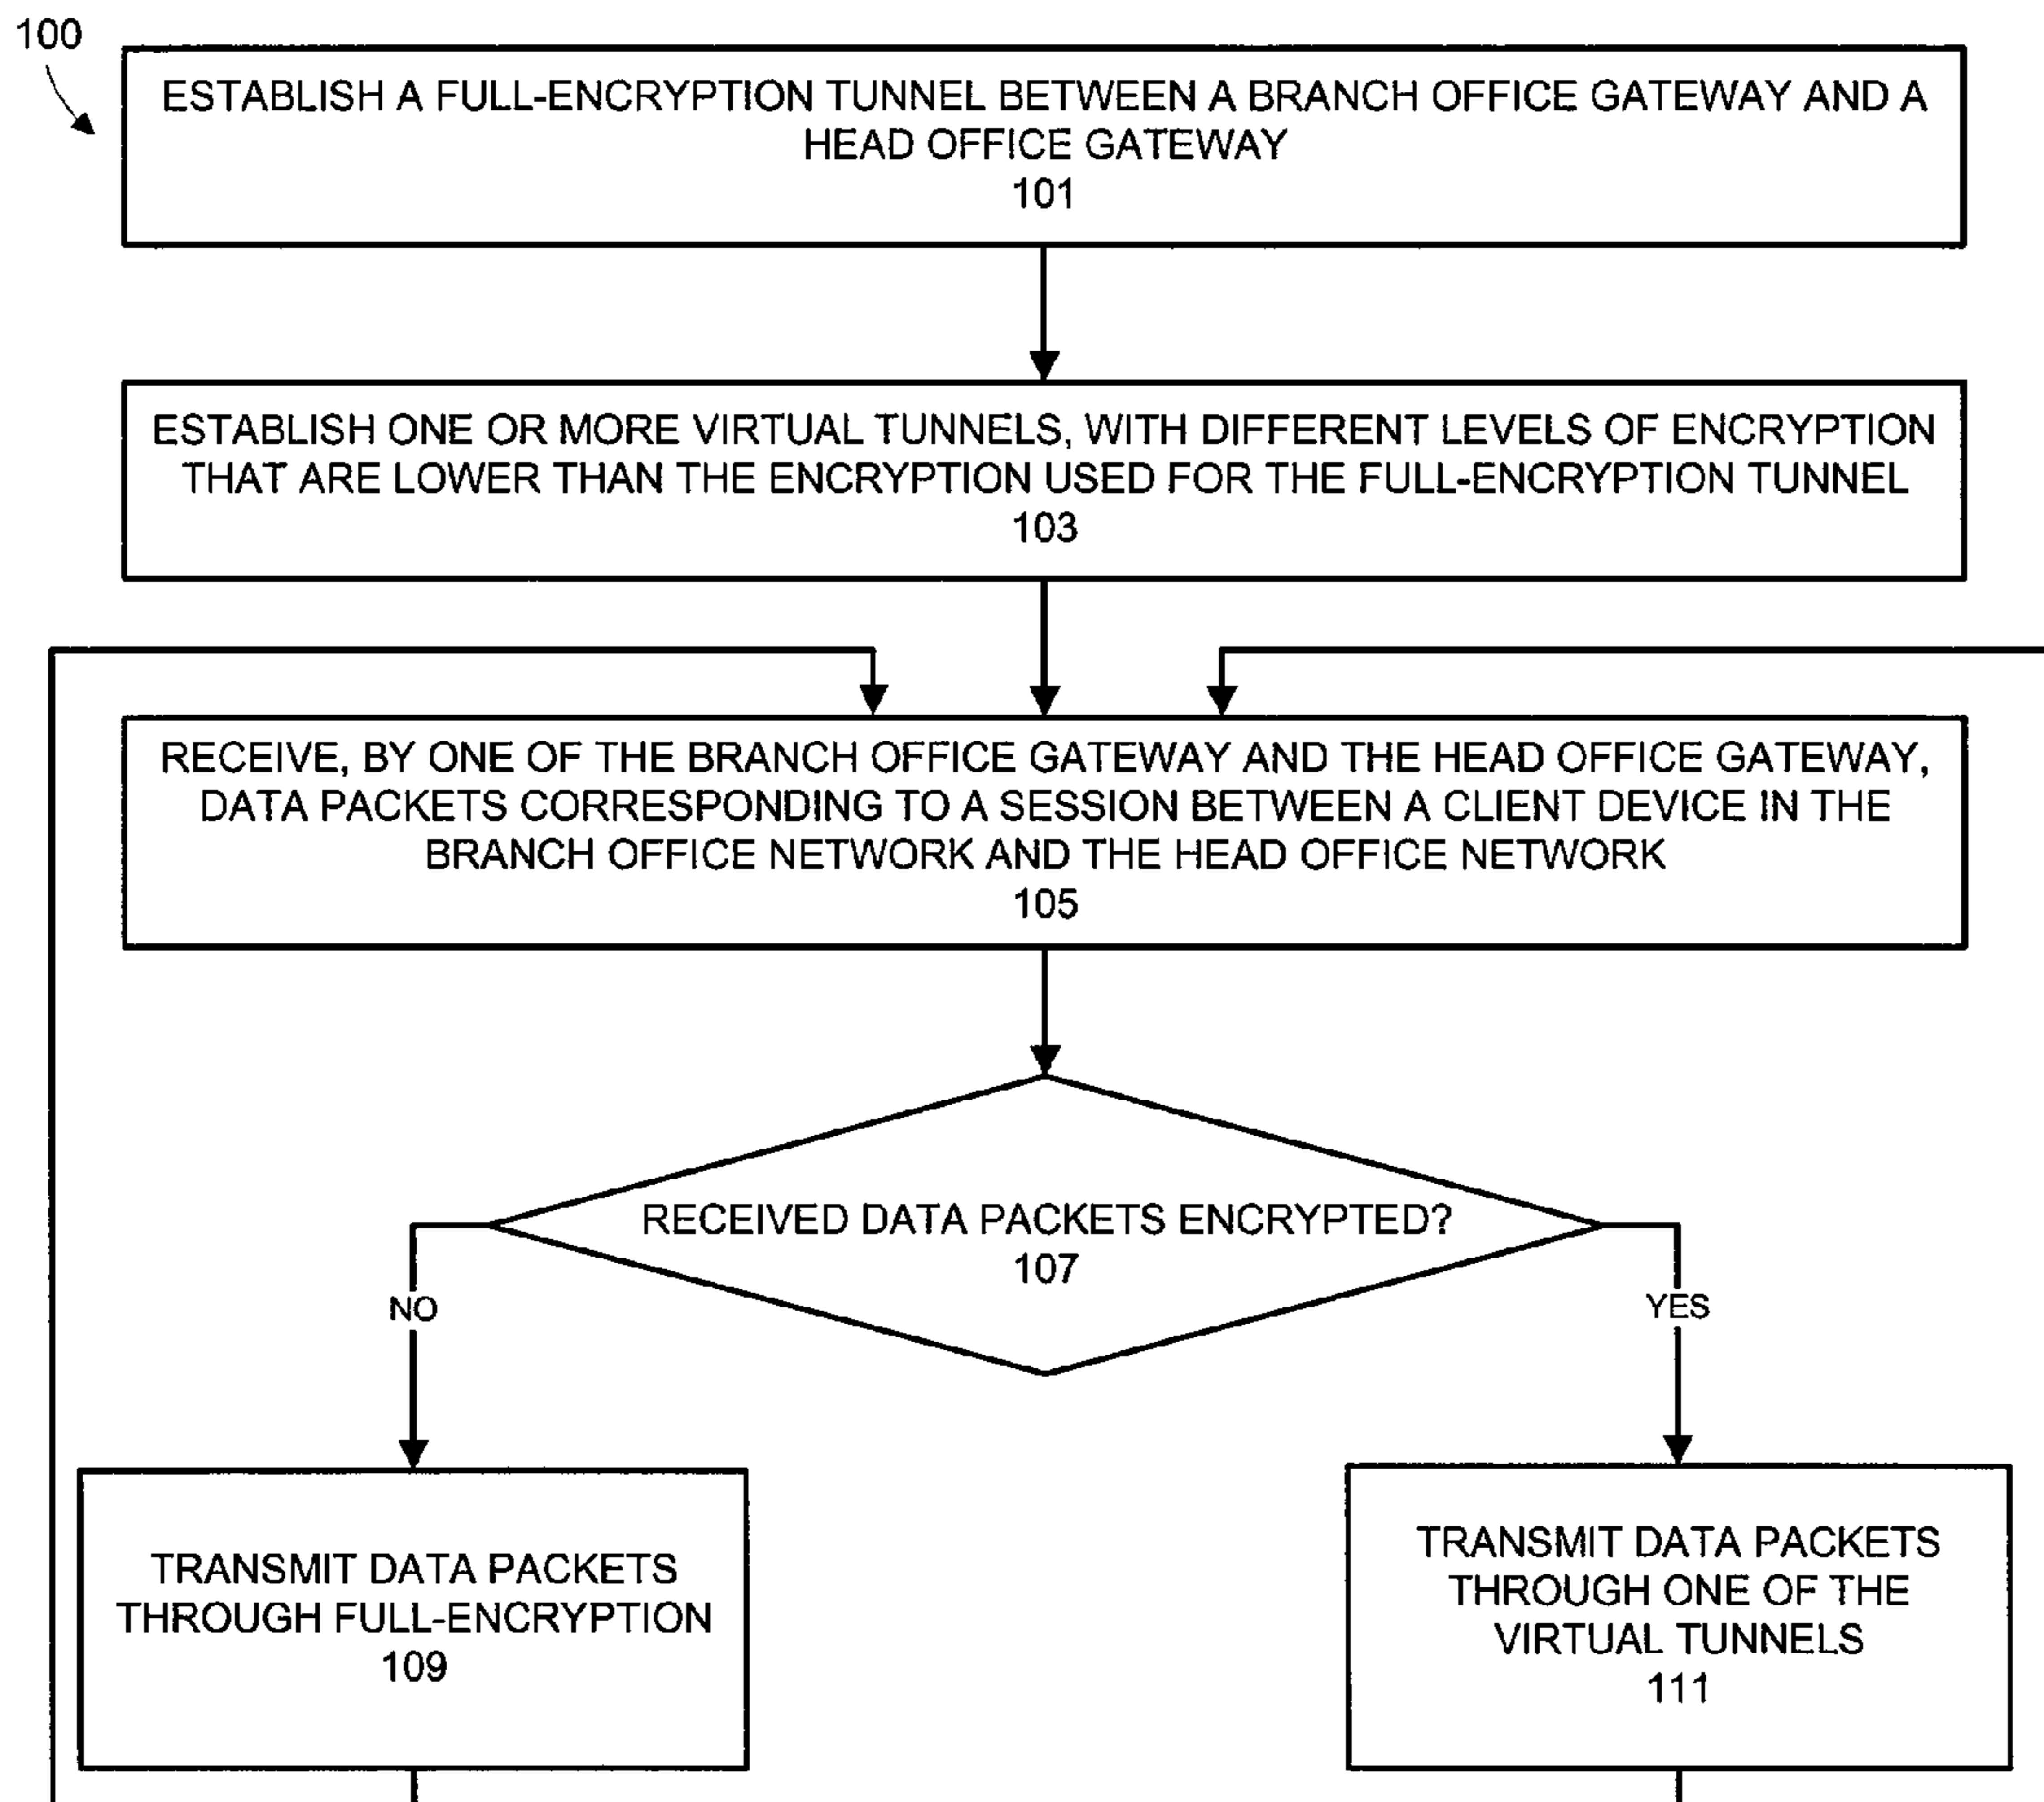 100
ESTABLISH A FULL-ENCRYPTION TUNNEL BETWEEN A BRANCH OFFICE GATEWAY AND A
HEAD OFFICE GATEWAY
101
ESTABLISH ONE OR MORE VIRTUAL TUNNELS, WITH DIFFERENT LEVELS OF ENCRYPTION
THAT ARE LOWER THAN THE ENCRYPTION USED FOR THE FULL-ENCRYPTION TUNNEL
103
RECEIVE, BY ONE OF THE BRANCH OFFICE GATEWAY AND THE HEAD OFFICE GATEWAY,
DATA PACKETS CORRESPONDING TO A SESSION BETWEEN A CLIENT DEVICE IN THE
BRANCH OFFICE NETWORK AND THE HEAD OFFICE NETWORK
105
RECEIVED DATA PACKETS ENCRYPTED?
107
NO
YES
TRANSMIT DATA PACKETS
THROUGH FULL-ENCRYPTION
109
TRANSMIT DATA PACKETS
THROUGH ONE OF THE
VIRTUAL TUNNELS
111